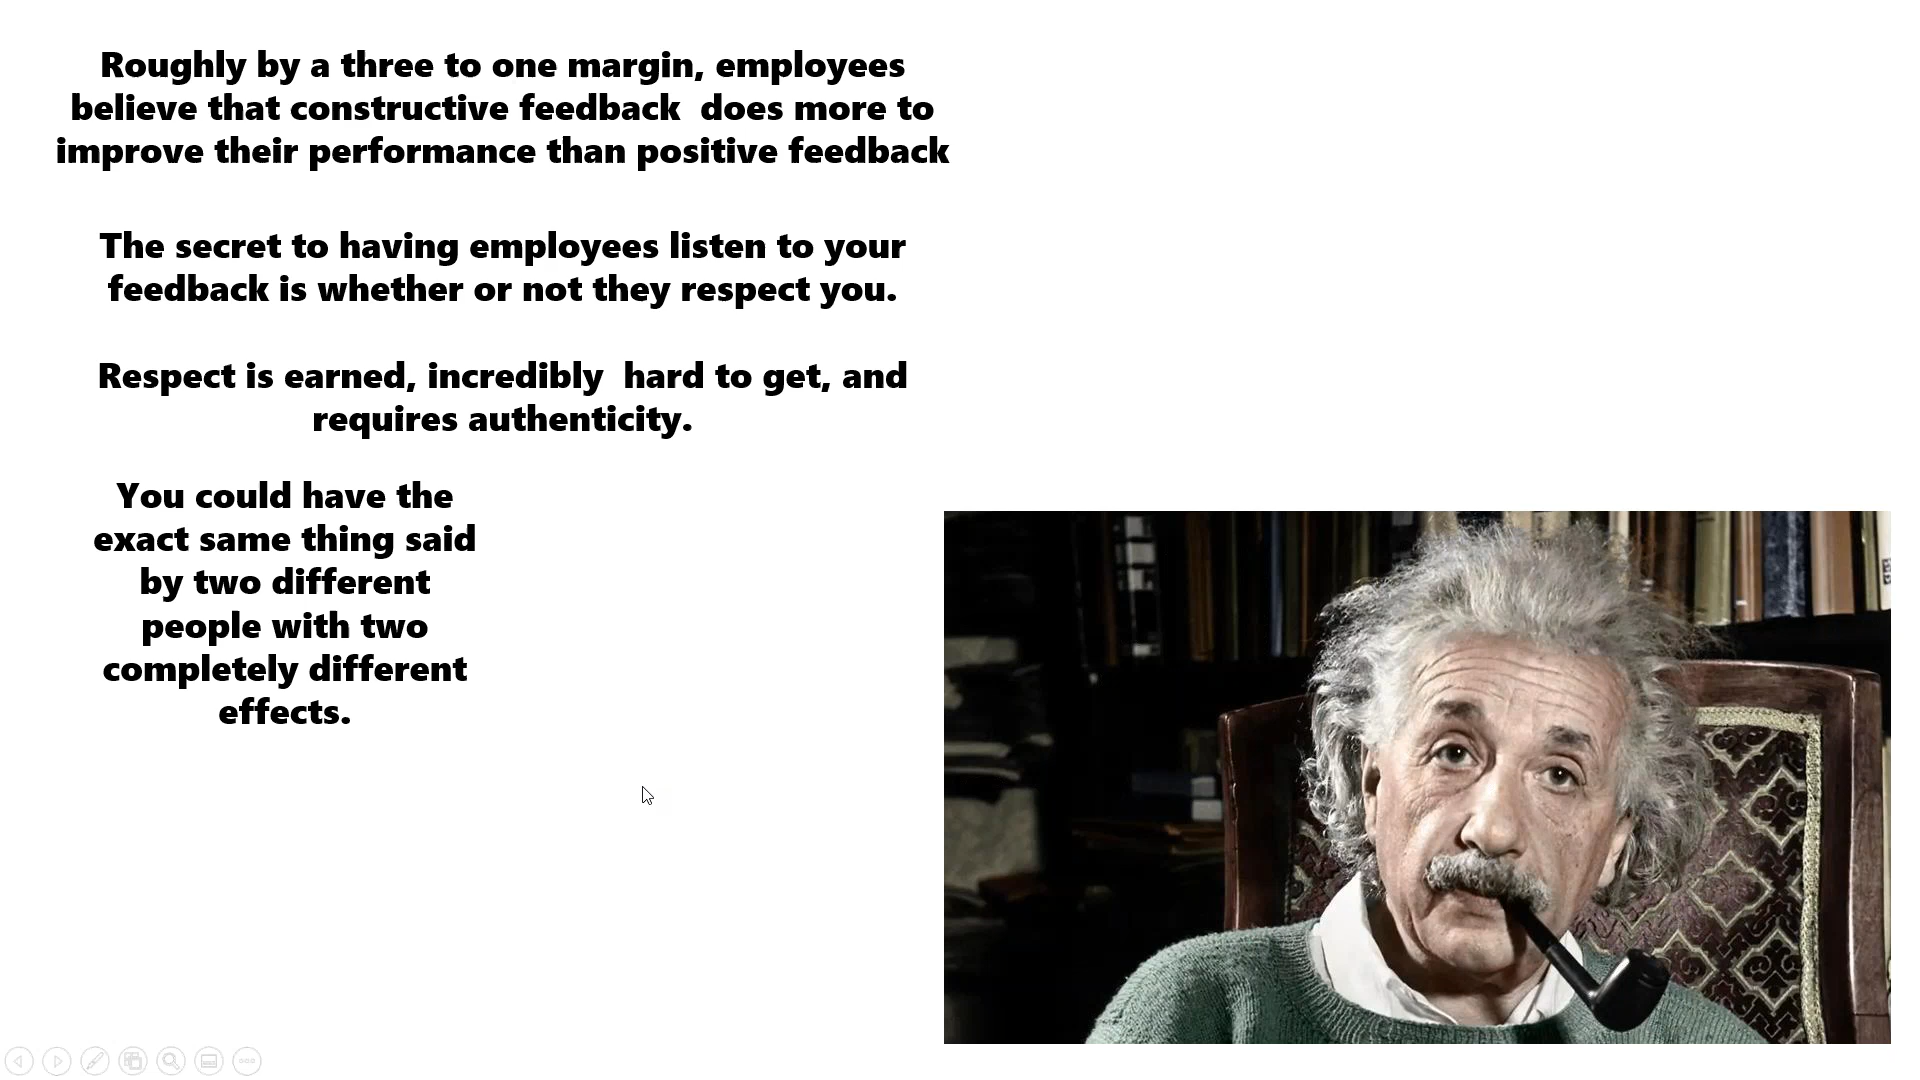 Roughly by a three to one margin, employees
believe that constructive feedback  does more to
improve their performance than positive feedback
The secret to having employees listen to your
feedback is whether or not they respect you.
Respect is earned, incredibly  hard to get, and
requires authenticity.
You could have the
exact same thing said
by two different
people with two
completely different
effects.